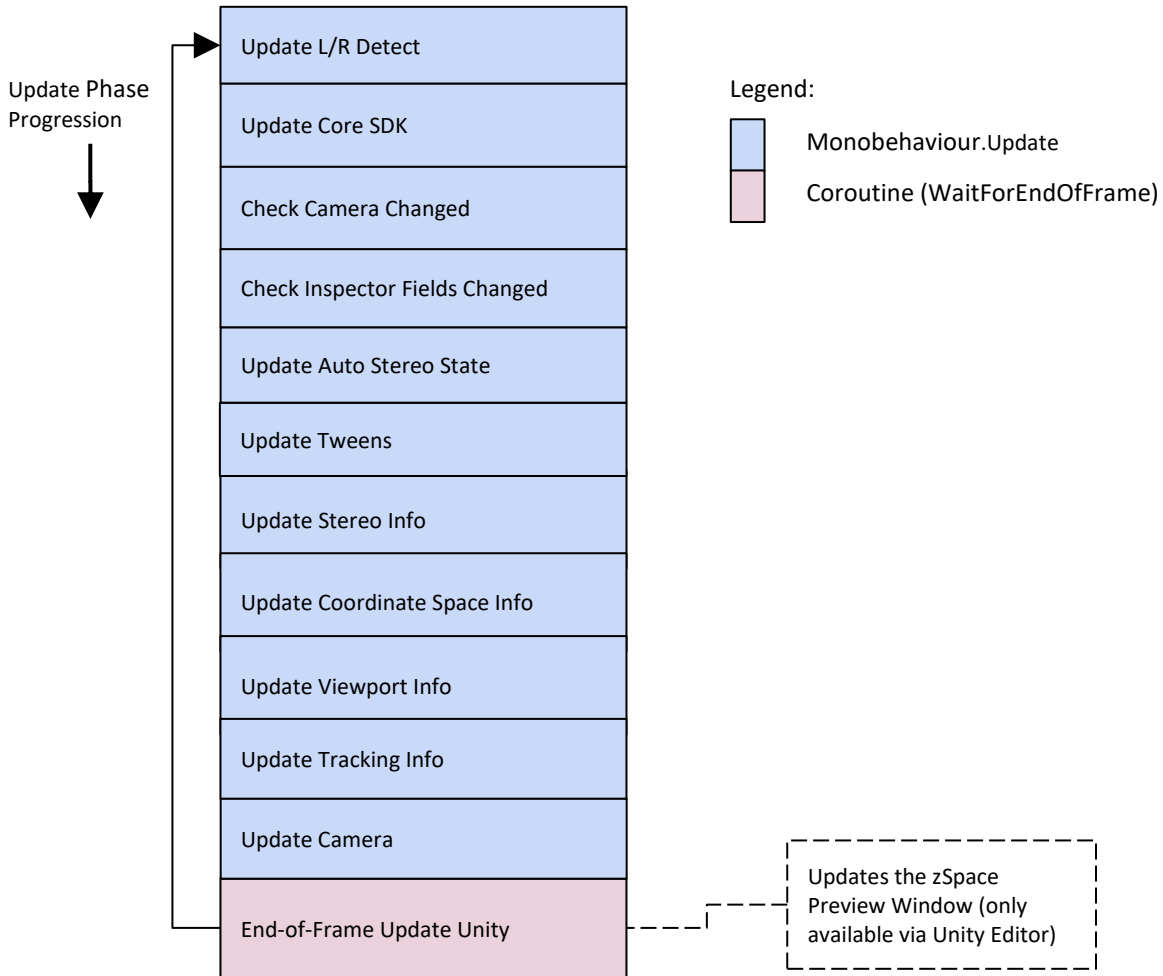 Update L/R Detect
Update Phase
Progression
Update Core SDK
Check Camera Changed
Check Inspector Fields Changed
Update Auto Stereo State
Update Tweens
Update Stereo Info
Update Coordinate Space Info
Update Viewport Info
Update Tracking Info
Update Camera
End-of-Frame Update Unity
Legend:
Monobehaviour.Update
Coroutine (WaitForEndOfFrame)
Updates the zSpace
Preview Window (only
available via Unity Editor)